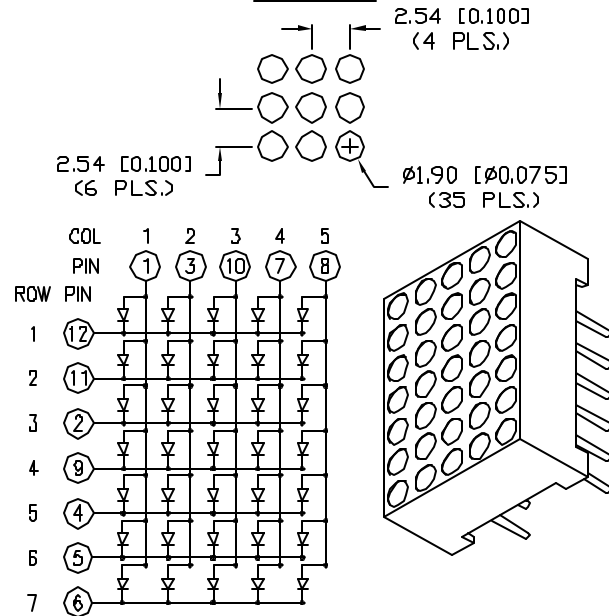 2.54 [0.100]
(4 PLS.)
2.54 [0.100]
(6 PLS.)
Ø1.90 [Ø0.075]
(35 PLS.)
COL 1 2 3 4 5
PIN 1 3 10 7 8
ROW PIN
1 12
2 11
3 2
4 9
5 4
6 5
7 6